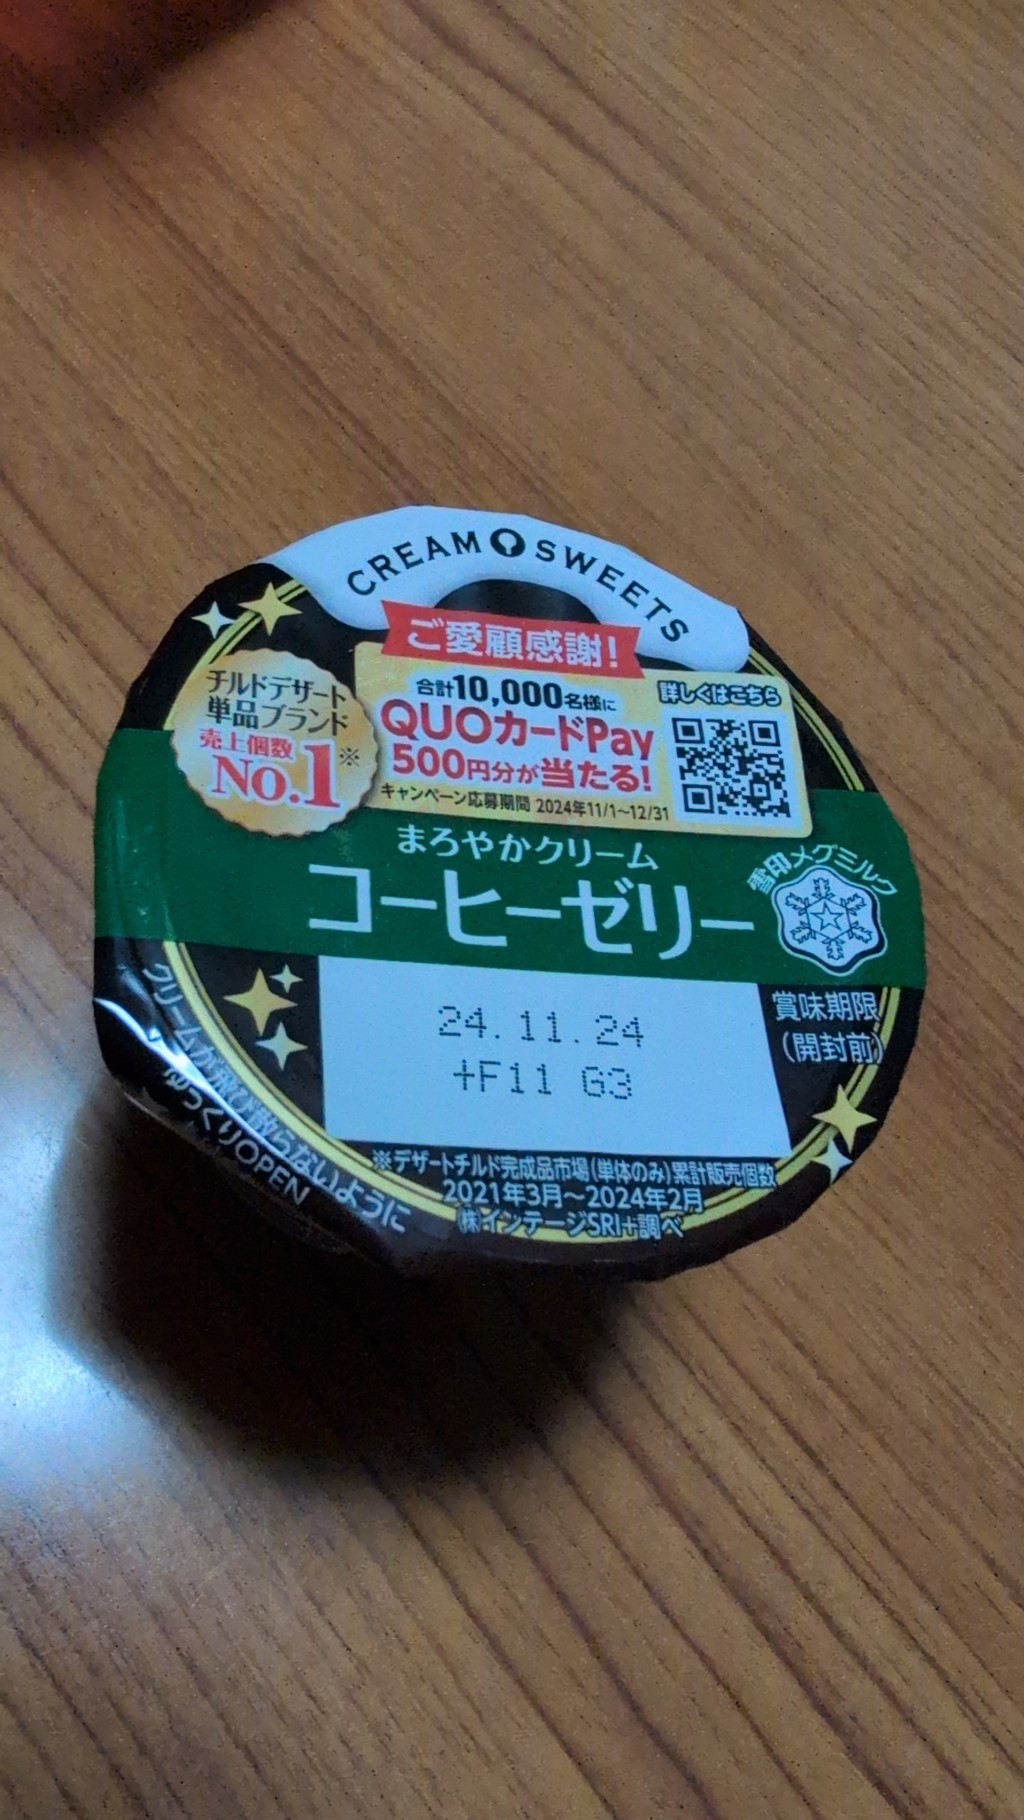 CREAM SWEETS
ご愛顧感謝!
チルドデザート
単品ブランド
売上個数
No.1※
合計10,000名様に
QUOカードPay
500円分が当たる!
キャンペーン応募期間 2024年11/1~12/31
詳しくはこちら
まろやかクリーム
コーヒーゼリー
雪印メグミルク
24.11.24
+F11 G3
賞味期限
(開封前)
クリームが飛び散らないように
ゆっくりOPEN
※デザートチルド完成品市場(単体のみ)累計販売個数
2021年3月~2024年2月
㈱インテージSRI+調べ